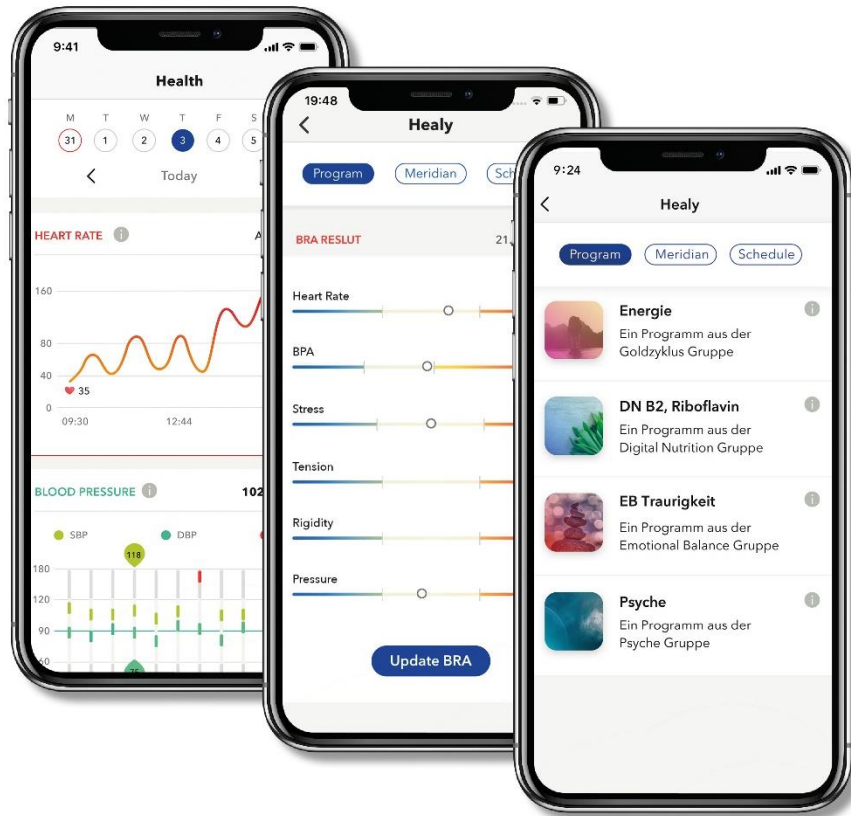 9:41
Health
M T W T F S
31 1 2 3 4 5
Today
HEART RATE
160
80
40
35
0
09:30 12:44
BLOOD PRESSURE 102
SBP DBP
118
180
120
90
60
75
19:48
Healy
Program Meridian Sch
BRA RESLUT 21.
Heart Rate
BPA
Stress
Tension
Rigidity
Pressure
Update BRA
9:24
Healy
Program Meridian Schedule
Energie
Ein Programm aus der
Goldzyklus Gruppe
DN B2, Riboflavin
Ein Programm aus der
Digital Nutrition Gruppe
EB Traurigkeit
Ein Programm aus der
Emotional Balance Gruppe
Psyche
Ein Programm aus der
Psyche Gruppe